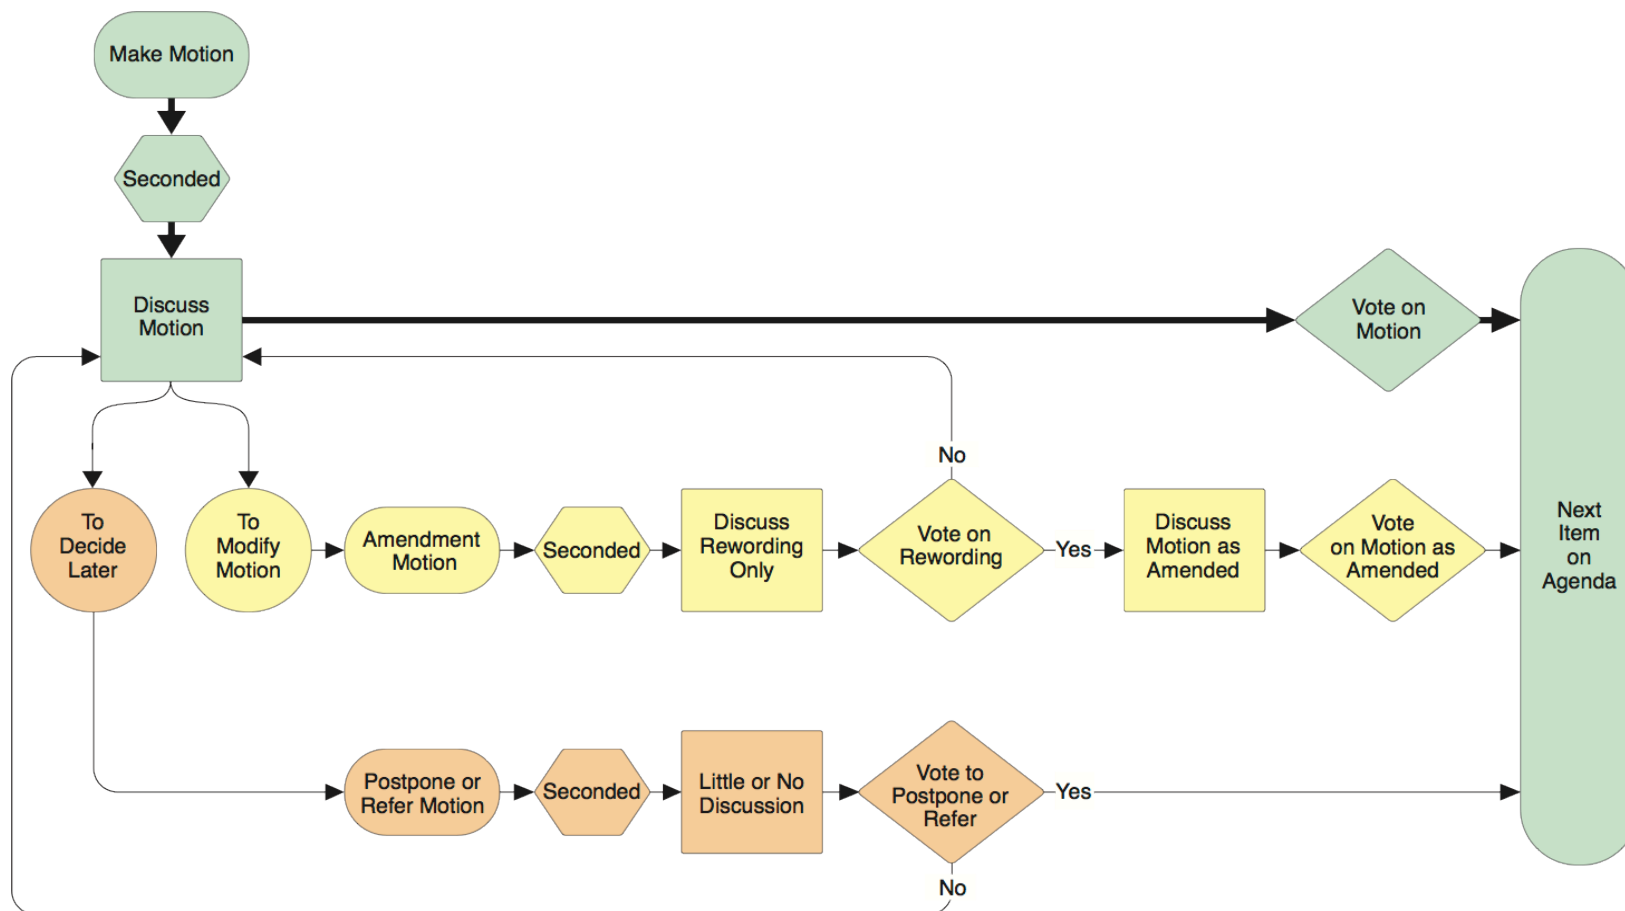 Make Motion
Seconded
Discuss
Motion
Vote on
Motion
No
To
Decide
Later
To
Modify
Motion
Amendment
Motion
Seconded
Discuss
Rewording
Only
Vote on
Rewording
Yes
Discuss
Motion as
Amended
Vote
on Motion as
Amended
Next
Item
on
Agenda
Postpone or
Refer Motion
Seconded
Little or No
Discussion
Vote to
Postpone or
Refer
Yes
No